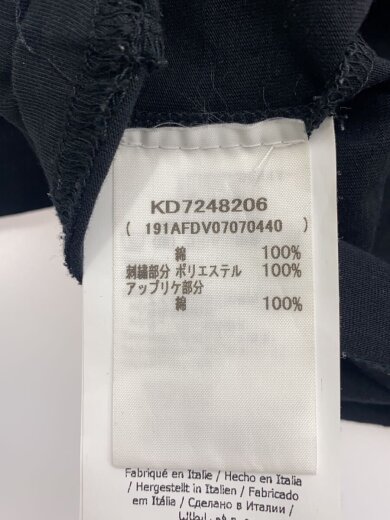 KD7248206
( 191AFDV07070440 )
綿 100%
刺繍部分 ポリエステル 100%
アップリケ部分
綿 100%
Fabriqué en Italie / Hecho en Italia
/ Hergestellt in Italien / Fabricado
em Itália / Сделано в Италии /